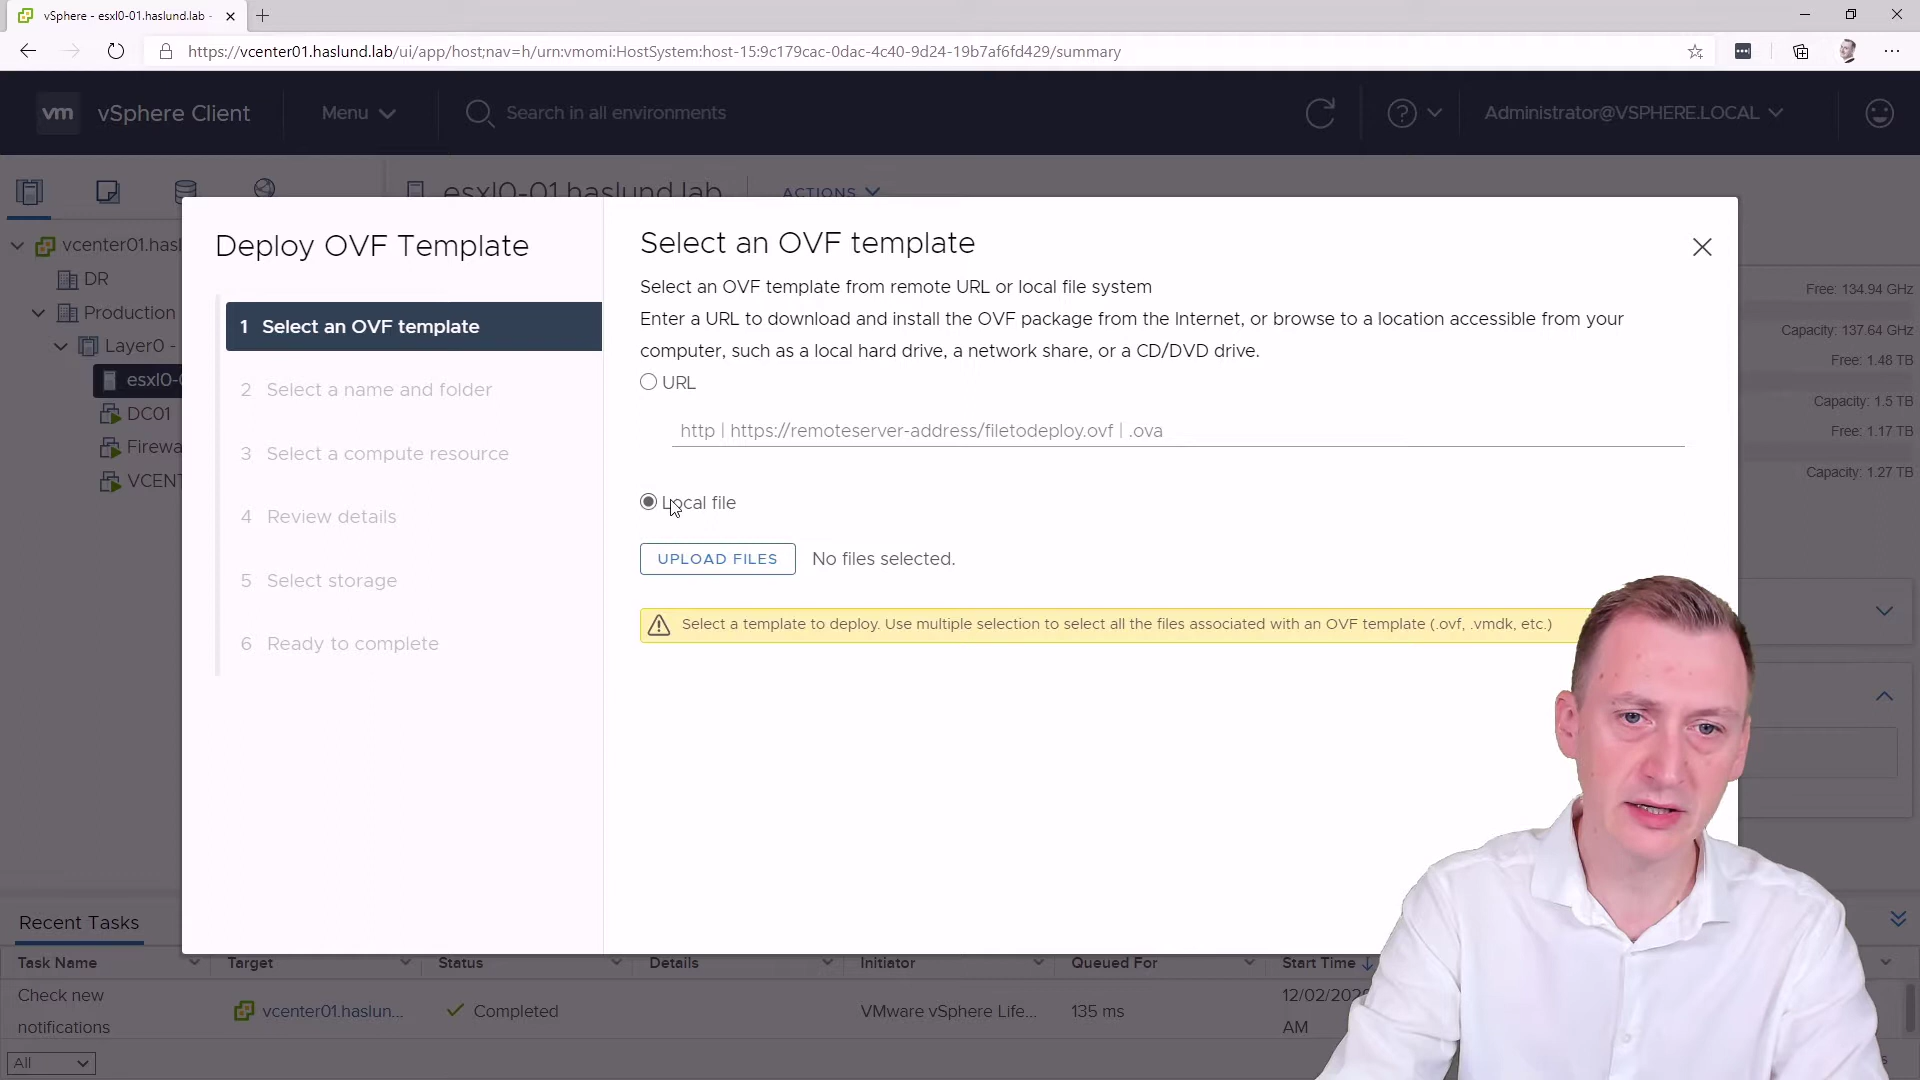 vSphere - esxl0-01.haslund.lab -
https://vcenter01.haslund.lab/ui/app/host;nav=h/urn:vmomi:HostSystem:host-15:9c179cac-0dac-4c40-9d24-19b7af6fd429/summary
vm vSphere Client Menu Search in all environments Administrator@VSPHERE.LOCAL
esxl0-01.haslund.lab ACTIONS
vcenter01.hasl
DR
Production
Layer0 -
esxl0-0
DC01
Firewa
VCENT
Deploy OVF Template
1 Select an OVF template
2 Select a name and folder
3 Select a compute resource
4 Review details
5 Select storage
6 Ready to complete
Select an OVF template
Select an OVF template from remote URL or local file system
Enter a URL to download and install the OVF package from the Internet, or browse to a location accessible from your
computer, such as a local hard drive, a network share, or a CD/DVD drive.
URL
http | https://remoteserver-address/filetodeploy.ovf | .ova
Local file
UPLOAD FILES No files selected.
Select a template to deploy. Use multiple selection to select all the files associated with an OVF template (.ovf, .vmdk, etc.)
Free: 134.94 GHz
Capacity: 137.64 GHz
Free: 1.48 TB
Capacity: 1.5 TB
Free: 1.17 TB
Capacity: 1.27 TB
Recent Tasks
Task Name Target Status Details Initiator Queued For Start Time
Check new
notifications
vcenter01.haslun... Completed VMware vSphere Life... 135 ms
12/02/202
AM
All